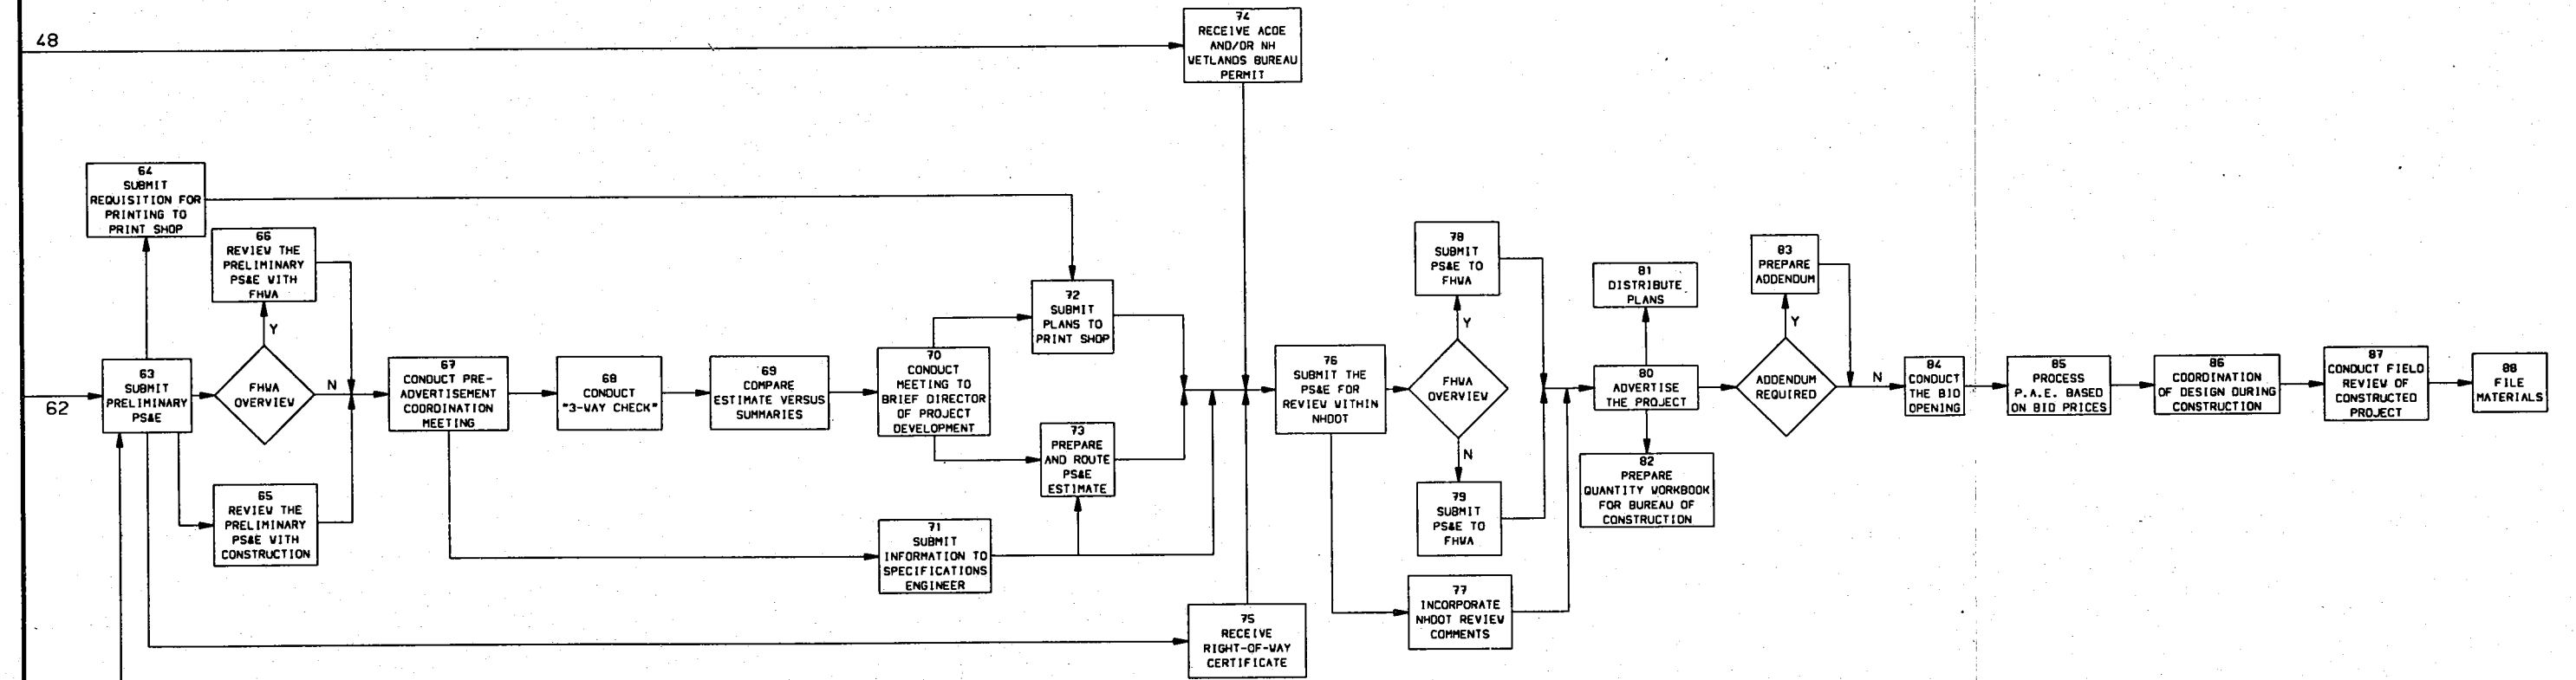 48
74
RECEIVE ACOE
AND/OR NH
WETLANDS BUREAU
PERMIT
64
SUBMIT
REQUISITION FOR
PRINTING TO
PRINT SHOP
66
REVIEW THE
PRELIMINARY
PS&E WITH
FHWA
Y
62
63
SUBMIT
PRELIMINARY
PS&E
FHWA
OVERVIEW
N
65
REVIEW THE
PRELIMINARY
PS&E WITH
CONSTRUCTION
67
CONDUCT PRE-
ADVERTISEMENT
COORDINATION
MEETING
68
CONDUCT
"3-WAY CHECK"
69
COMPARE
ESTIMATE VERSUS
SUMMARIES
70
CONDUCT
MEETING TO
BRIEF DIRECTOR
OF PROJECT
DEVELOPMENT
71
SUBMIT
INFORMATION TO
SPECIFICATIONS
ENGINEER
72
SUBMIT
PLANS TO
PRINT SHOP
73
PREPARE
AND ROUTE
PS&E
ESTIMATE
75
RECEIVE
RIGHT-OF-WAY
CERTIFICATE
76
SUBMIT THE
PS&E FOR
REVIEW WITHIN
NHDOT
78
SUBMIT
PS&E TO
FHWA
Y
FHWA
OVERVIEW
N
79
SUBMIT
PS&E TO
FHWA
77
INCORPORATE
NHDOT REVIEW
COMMENTS
81
DISTRIBUTE
PLANS
80
ADVERTISE
THE PROJECT
82
PREPARE
QUANTITY WORKBOOK
FOR BUREAU OF
CONSTRUCTION
83
PREPARE
ADDENDUM
Y
ADDENDUM
REQUIRED
N
84
CONDUCT
THE BID
OPENING
85
PROCESS
P.A.E. BASED
ON BID PRICES
86
COORDINATION
OF DESIGN DURING
CONSTRUCTION
87
CONDUCT FIELD
REVIEW OF
CONSTRUCTED
PROJECT
88
FILE
MATERIALS